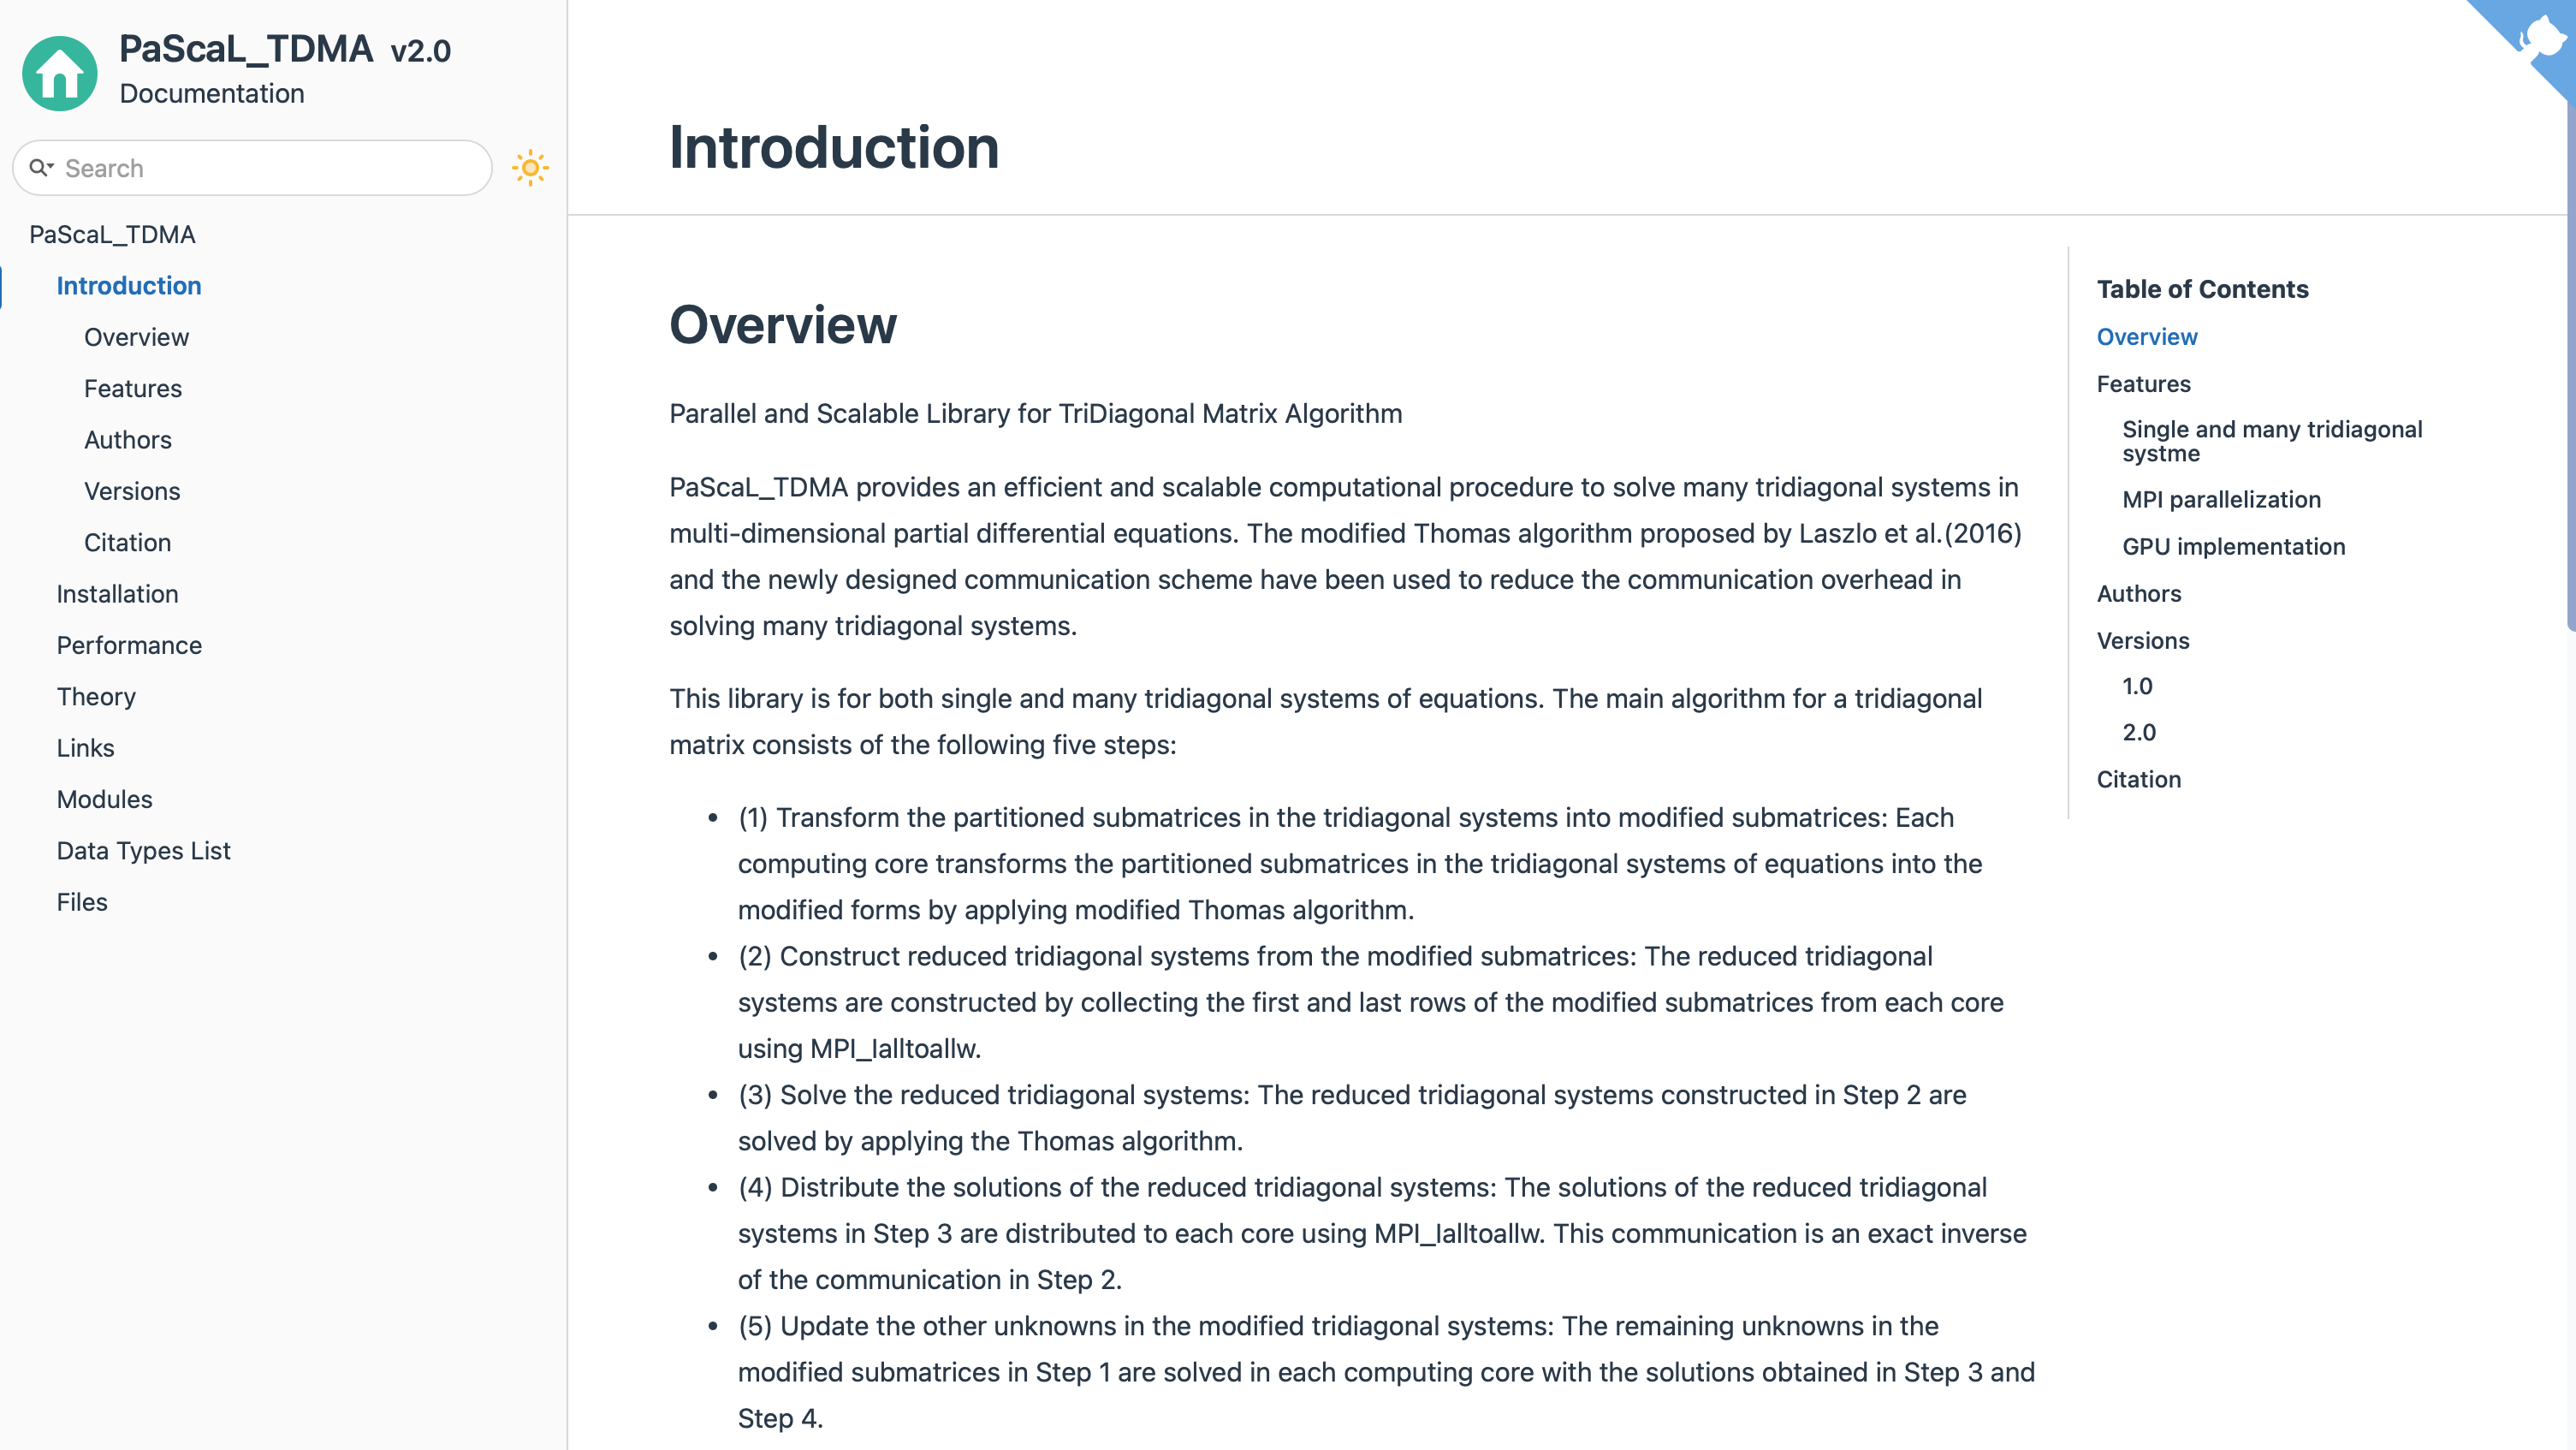 PaScaL_TDMA v2.0
Documentation
Search
PaScaL_TDMA
Introduction
Overview
Features
Authors
Versions
Citation
Installation
Performance
Theory
Links
Modules
Data Types List
Files
Introduction
Overview
Parallel and Scalable Library for TriDiagonal Matrix Algorithm
PaScaL_TDMA provides an efficient and scalable computational procedure to solve many tridiagonal systems in
multi-dimensional partial differential equations. The modified Thomas algorithm proposed by Laszlo et al.(2016)
and the newly designed communication scheme have been used to reduce the communication overhead in
solving many tridiagonal systems.
This library is for both single and many tridiagonal systems of equations. The main algorithm for a tridiagonal
matrix consists of the following five steps:
• (1) Transform the partitioned submatrices in the tridiagonal systems into modified submatrices: Each
computing core transforms the partitioned submatrices in the tridiagonal systems of equations into the
modified forms by applying modified Thomas algorithm.
• (2) Construct reduced tridiagonal systems from the modified submatrices: The reduced tridiagonal
systems are constructed by collecting the first and last rows of the modified submatrices from each core
using MPI_Ialltoallw.
• (3) Solve the reduced tridiagonal systems: The reduced tridiagonal systems constructed in Step 2 are
solved by applying the Thomas algorithm.
• (4) Distribute the solutions of the reduced tridiagonal systems: The solutions of the reduced tridiagonal
systems in Step 3 are distributed to each core using MPI_Ialltoallw. This communication is an exact inverse
of the communication in Step 2.
• (5) Update the other unknowns in the modified tridiagonal systems: The remaining unknowns in the
modified submatrices in Step 1 are solved in each computing core with the solutions obtained in Step 3 and
Step 4.
Table of Contents
Overview
Features
Single and many tridiagonal
systme
MPI parallelization
GPU implementation
Authors
Versions
1.0
2.0
Citation